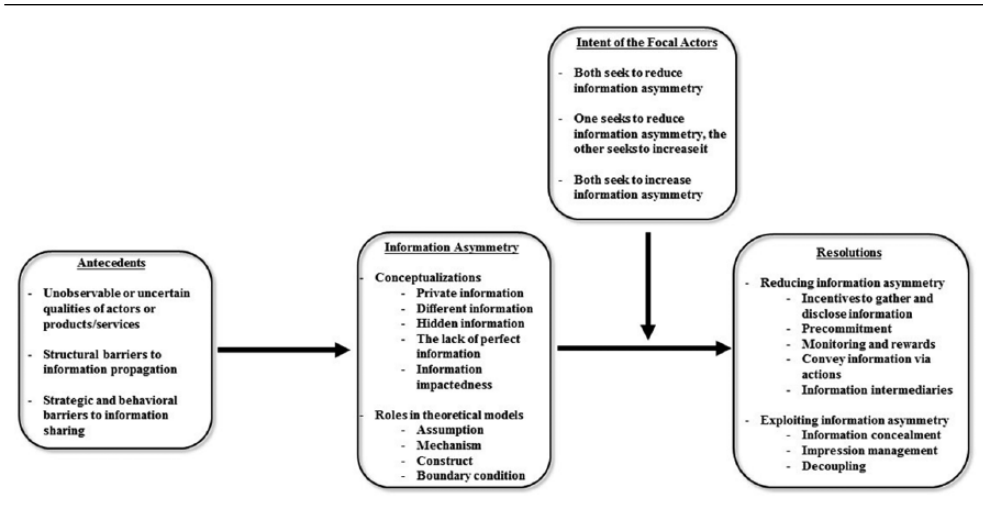 Intent of the Focal Actors
- Both seek to reduce
information asymmetry
- One seeks to reduce
information asymmetry, the
other seeks to increase it
- Both seek to increase
information asymmetry
Antecedents
- Unobservable or uncertain
qualities of actors or
products/services
- Structural barriers to
information propagation
- Strategic and behavioral
barriers to information
sharing
Information Asymmetry
- Conceptualizations
- Private information
- Different information
- Hidden information
- The lack of perfect
information
- Information
impactedness
- Roles in theoretical models
- Assumption
- Mechanism
- Construct
- Boundary condition
Resolutions
- Reducing information asymmetry
- Incentives to gather and
disclose information
- Precommitment
- Monitoring and rewards
- Convey information via
actions
- Information intermediaries
- Exploiting information asymmetry
- Information concealment
- Impression management
- Decoupling